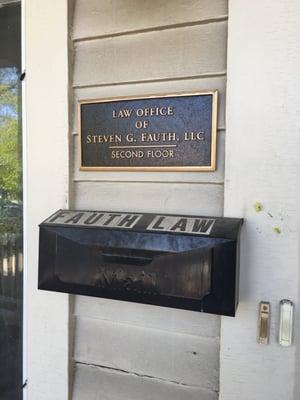 LAW OFFICE
OF
STEVEN G. FAUTH, LLC
SECOND FLOOR
FAUTH LAW